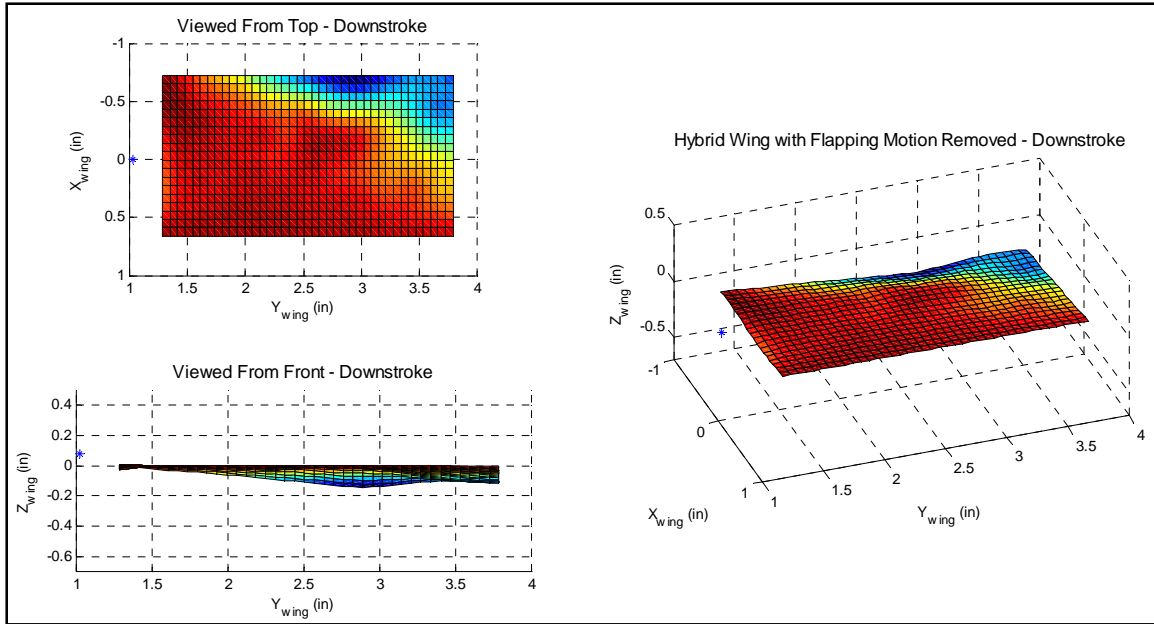 Viewed From Top - Downstroke
-1
-0.5
0
0.5
1
X wing (in)
1 1.5 2 2.5 3 3.5 4
Y wing (in)
Viewed From Front - Downstroke
0.4
0.2
0
-0.2
-0.4
-0.6
Z wing (in)
1 1.5 2 2.5 3 3.5 4
Y wing (in)
Hybrid Wing with Flapping Motion Removed - Downstroke
0.5
0
-0.5
Z wing (in)
-1
0
1
X wing (in)
1 1.5 2 2.5 3 3.5 4
Y wing (in)